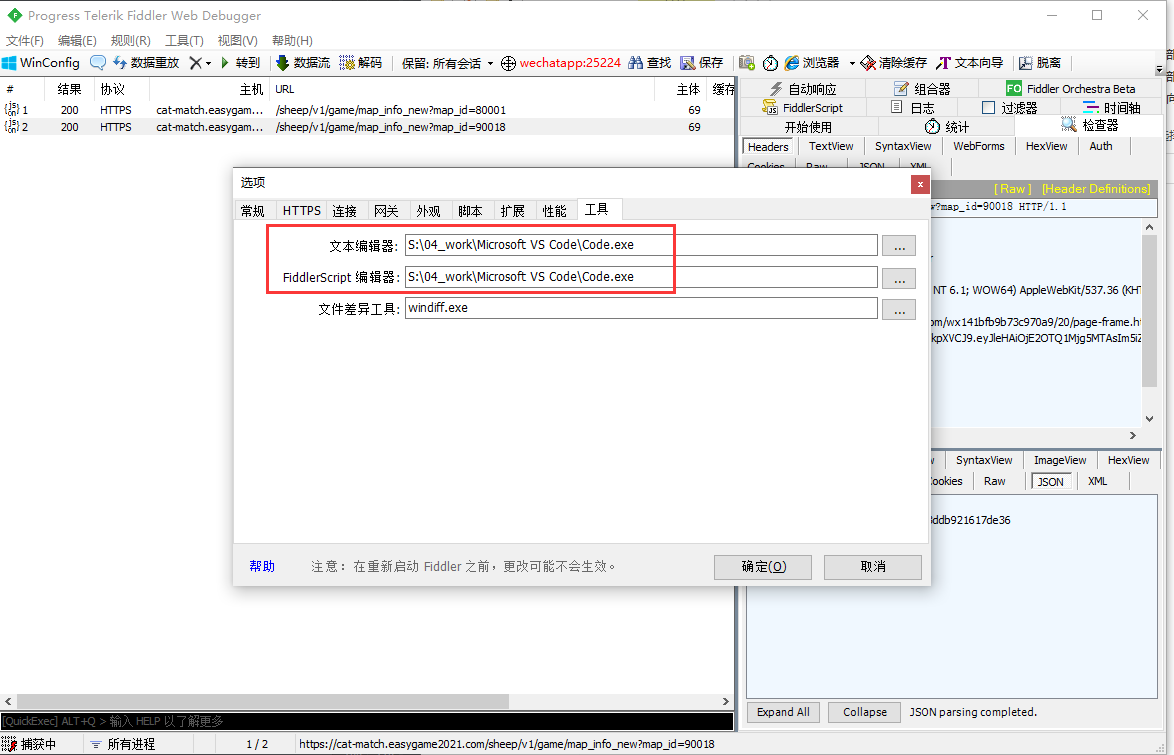 Progress Telerik Fiddler Web Debugger
文件(F) 编辑(E) 规则(R) 工具(T) 视图(V) 帮助(H)
WinConfig 数据重放 转到 数据流 解码 保留: 所有会话 wechatapp:25224 查找 保存 浏览器 清除缓存 文本向导 脱离
# 结果 协议 主机 URL 主体 缓存
1 200 HTTPS cat-match.easygam... /sheep/v1/game/map_info_new?map_id=80001 69
2 200 HTTPS cat-match.easygam... /sheep/v1/game/map_info_new?map_id=90018 69
自动响应 组合器 FO Fiddler Orchestra Beta
FiddlerScript 日志 过滤器 时间轴
开始使用 统计 检查器
Headers TextView SyntaxView WebForms HexView Auth
Cookies Raw JSON XML
[Raw] [Header Definitions]
?map_id=90018 HTTP/1.1
NT 6.1; WOW64) AppleWebKit/537.36 (KHT
om/wx141bfb9b73c970a9/20/page-frame.h
kpXVCJ9.eyJleHAiOjE2OTQ1Mjg5MTAsIm5iZ
选项
常规 HTTPS 连接 网关 外观 脚本 扩展 性能 工具
文本编辑器: S:\04_work\Microsoft VS Code\Code.exe ...
FiddlerScript 编辑器: S:\04_work\Microsoft VS Code\Code.exe ...
文件差异工具: windiff.exe ...
帮助 注意：在重新启动 Fiddler 之前，更改可能不会生效。 确定(O) 取消
SyntaxView ImageView HexView
ookies Raw JSON XML
ddb921617de36
Expand All Collapse JSON parsing completed.
[QuickExec] ALT+Q > 输入 HELP 以了解更多
捕获中 所有进程 1 / 2 https://cat-match.easygame2021.com/sheep/v1/game/map_info_new?map_id=90018